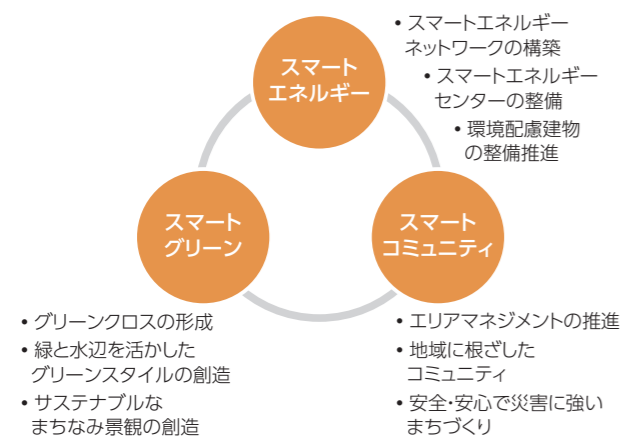 スマート
エネルギー
• スマートエネルギー
ネットワークの構築
• スマートエネルギー
センターの整備
• 環境配慮建物
の整備推進
スマート
グリーン
• グリーンクロスの形成
• 緑と水辺を活かした
グリーンスタイルの創造
• サステナブルな
まちなみ景観の創造
スマート
コミュニティ
• エリアマネジメントの推進
• 地域に根ざした
コミュニティ
• 安全・安心で災害に強い
まちづくり